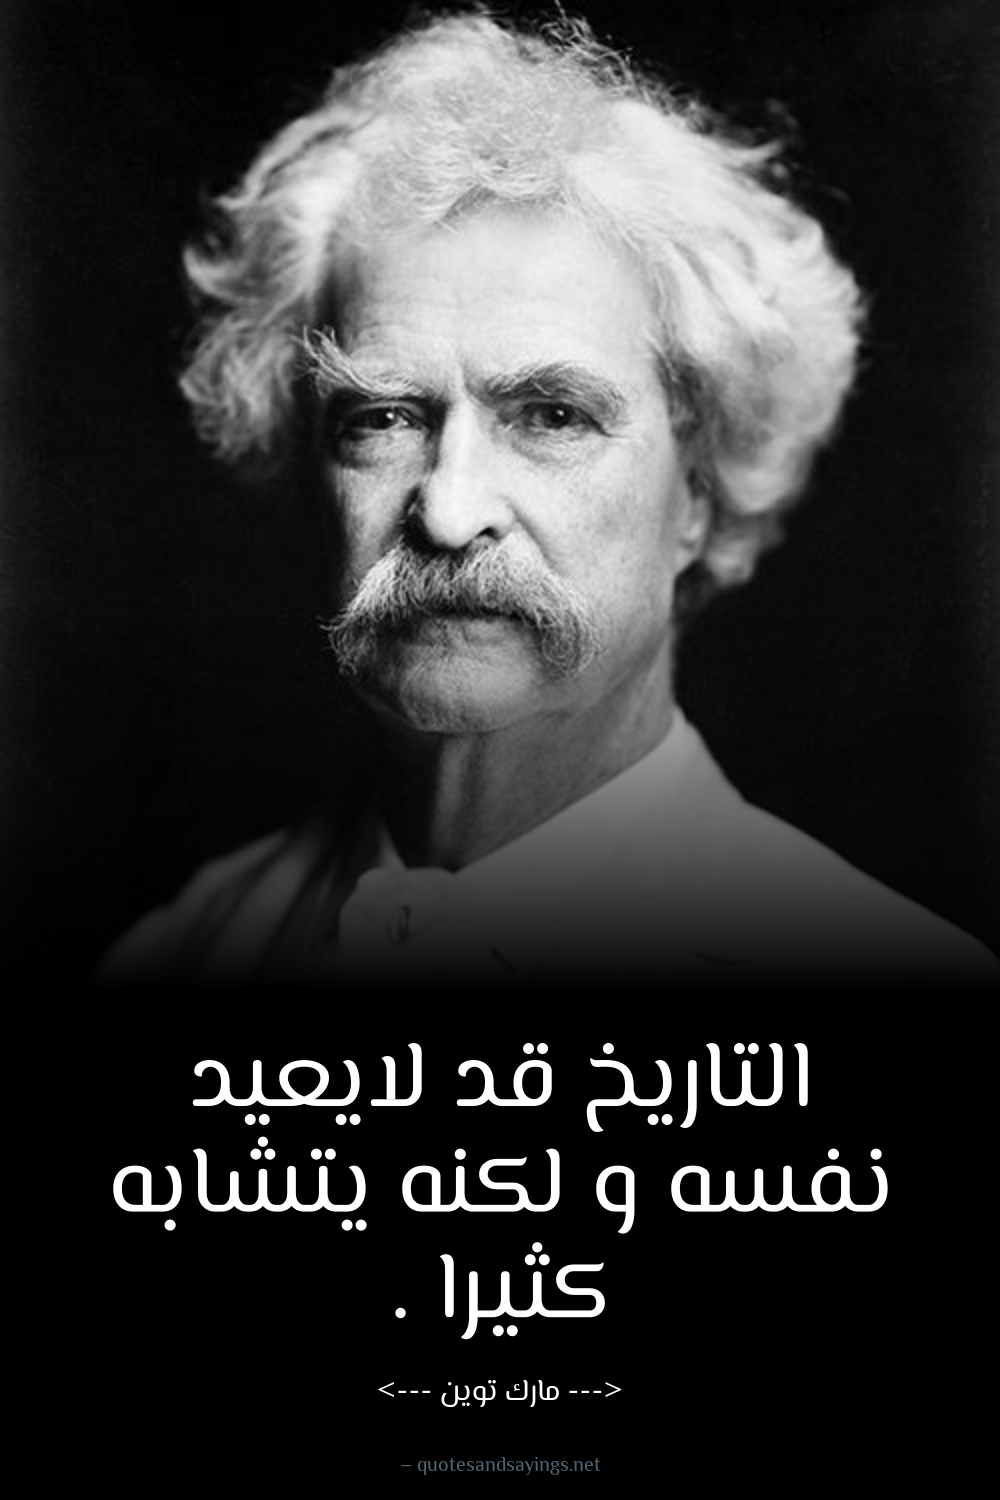 التاريخ قد لايعيد
نفسه و لكنه يتشابه
كثيرا .
<--- مارك توين --->
– quotesandsayings.net